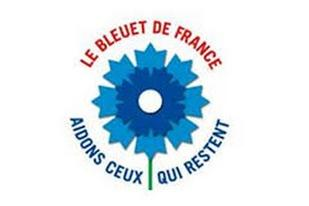 LE BLEUET DE FRANCE
AIDONS CEUX QUI RESTENT